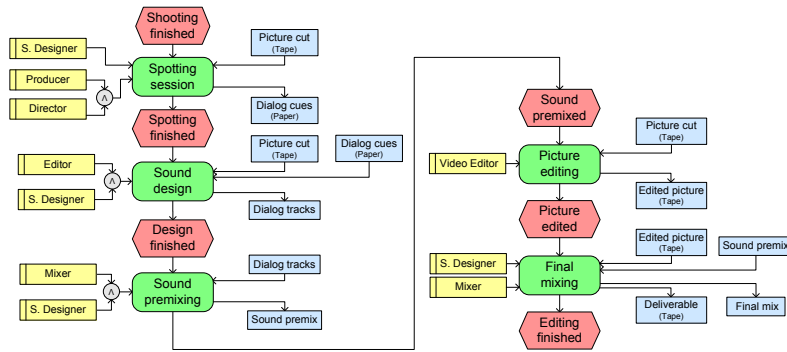 Shooting
finished
S. Designer
Picture cut
(Tape)
Spotting
session
Producer
Λ
Director
Dialog cues
(Paper)
Spotting
finished
Picture cut
(Tape)
Dialog cues
(Paper)
Editor
Λ
S. Designer
Sound
design
Dialog tracks
Design
finished
Mixer
Λ
S. Designer
Dialog tracks
Sound
premixing
Sound premix
Sound
premixed
Picture cut
(Tape)
Video Editor
Picture
editing
Edited picture
(Tape)
Picture
edited
Edited picture
(Tape)
Sound premix
S. Designer
Mixer
Final
mixing
Deliverable
(Tape)
Final mix
Editing
finished